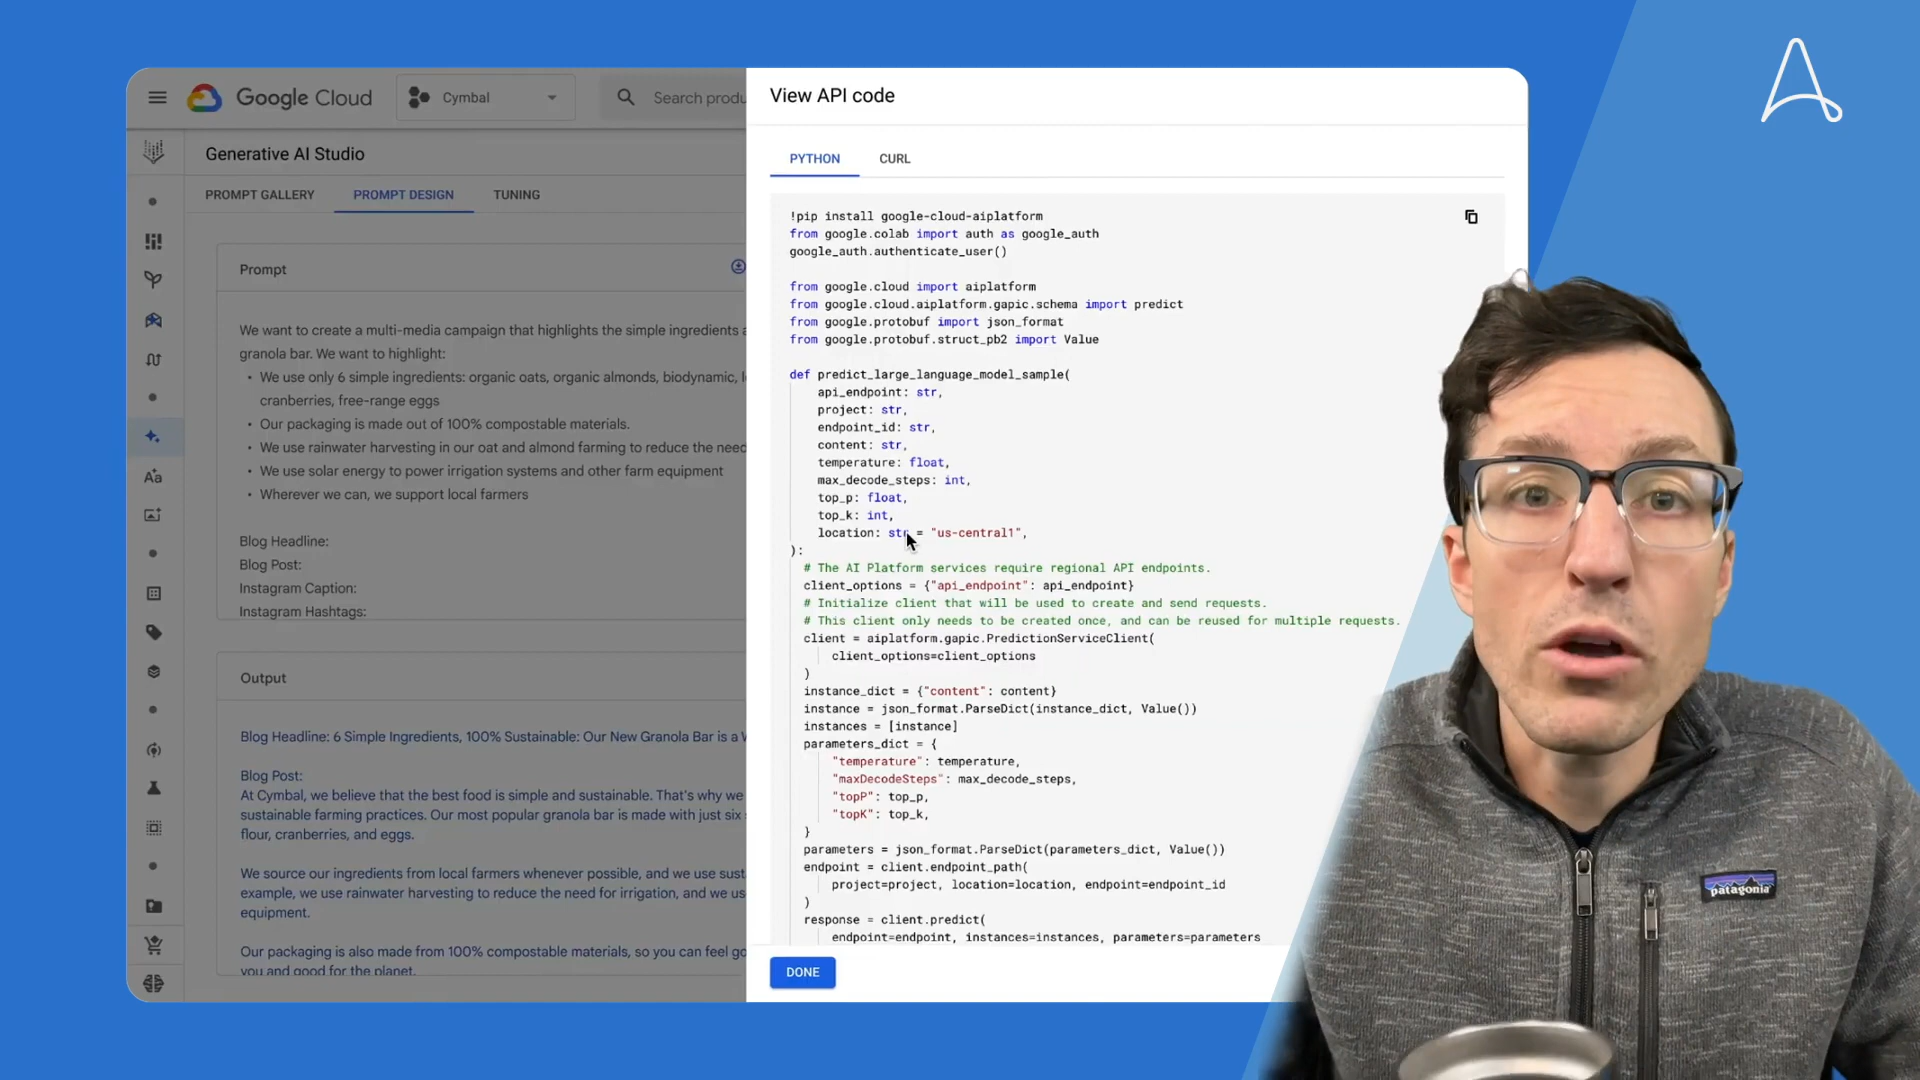 Google Cloud
Cymbal
Search produ
Generative AI Studio
PROMPT GALLERY
PROMPT DESIGN
TUNING
Prompt
We want to create a multi-media campaign that highlights the simple ingredients
granola bar. We want to highlight:
• We use only 6 simple ingredients: organic oats, organic almonds, biodynamic,
cranberries, free-range eggs
• Our packaging is made out of 100% compostable materials.
• We use rainwater harvesting in our oat and almond farming to reduce the need
• We use solar energy to power irrigation systems and other farm equipment
• Wherever we can, we support local farmers
Blog Headline:
Blog Post:
Instagram Caption:
Instagram Hashtags:
Output
Blog Headline: 6 Simple Ingredients, 100% Sustainable: Our New Granola Bar is a
Blog Post:
At Cymbal, we believe that the best food is simple and sustainable. That's why we
sustainable farming practices. Our most popular granola bar is made with just six
flour, cranberries, and eggs.
We source our ingredients from local farmers whenever possible, and we use sust
example, we use rainwater harvesting to reduce the need for irrigation, and we us
equipment.
Our packaging is also made from 100% compostable materials, so you can feel go
you and good for the planet.
View API code
PYTHON
CURL
!pip install google-cloud-aiplatform
from google.colab import auth as google_auth
google_auth.authenticate_user()
from google.cloud import aiplatform
from google.cloud.aiplatform.gapic.schema import predict
from google.protobuf import json_format
from google.protobuf.struct_pb2 import Value
def predict_large_language_model_sample(
api_endpoint: str,
project: str,
endpoint_id: str,
content: str,
temperature: float,
max_decode_steps: int,
top_p: float,
top_k: int,
location: str = "us-central1",
):
# The AI Platform services require regional API endpoints.
client_options = {"api_endpoint": api_endpoint}
# Initialize client that will be used to create and send requests.
# This client only needs to be created once, and can be reused for multiple requests.
client = aiplatform.gapic.PredictionServiceClient(
client_options=client_options
)
instance_dict = {"content": content}
instance = json_format.ParseDict(instance_dict, Value())
instances = [instance]
parameters_dict = {
"temperature": temperature,
"maxDecodeSteps": max_decode_steps,
"topP": top_p,
"topK": top_k,
}
parameters = json_format.ParseDict(parameters_dict, Value())
endpoint = client.endpoint_path(
project=project, location=location, endpoint=endpoint_id
)
response = client.predict(
endpoint=endpoint, instances=instances, parameters=parameters
DONE
patagonia